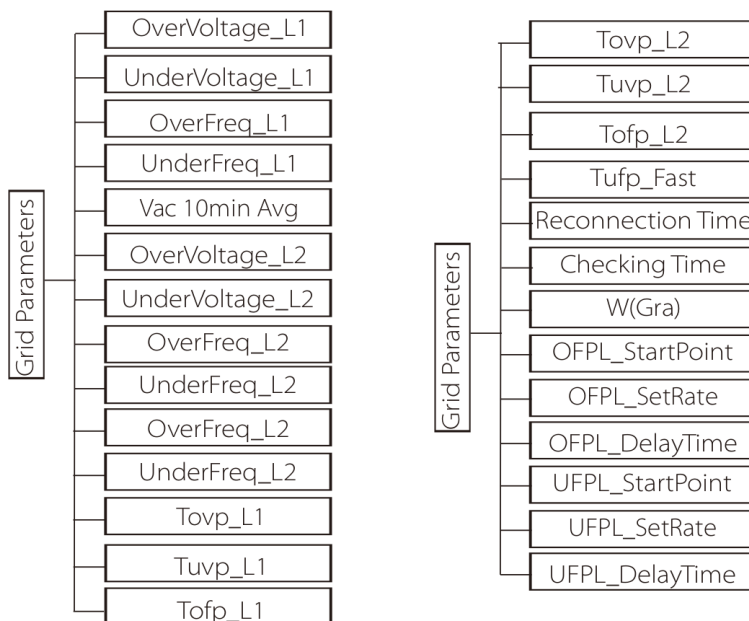 Grid Parameters
OverVoltage_L1
UnderVoltage_L1
OverFreq_L1
UnderFreq_L1
Vac 10min Avg
OverVoltage_L2
UnderVoltage_L2
OverFreq_L2
UnderFreq_L2
OverFreq_L2
UnderFreq_L2
Tovp_L1
Tuvp_L1
Tofp_L1
Grid Parameters
Tovp_L2
Tuvp_L2
Tofp_L2
Tufp_Fast
Reconnection Time
Checking Time
W(Gra)
OFPL_StartPoint
OFPL_SetRate
OFPL_DelayTime
UFPL_StartPoint
UFPL_SetRate
UFPL_DelayTime